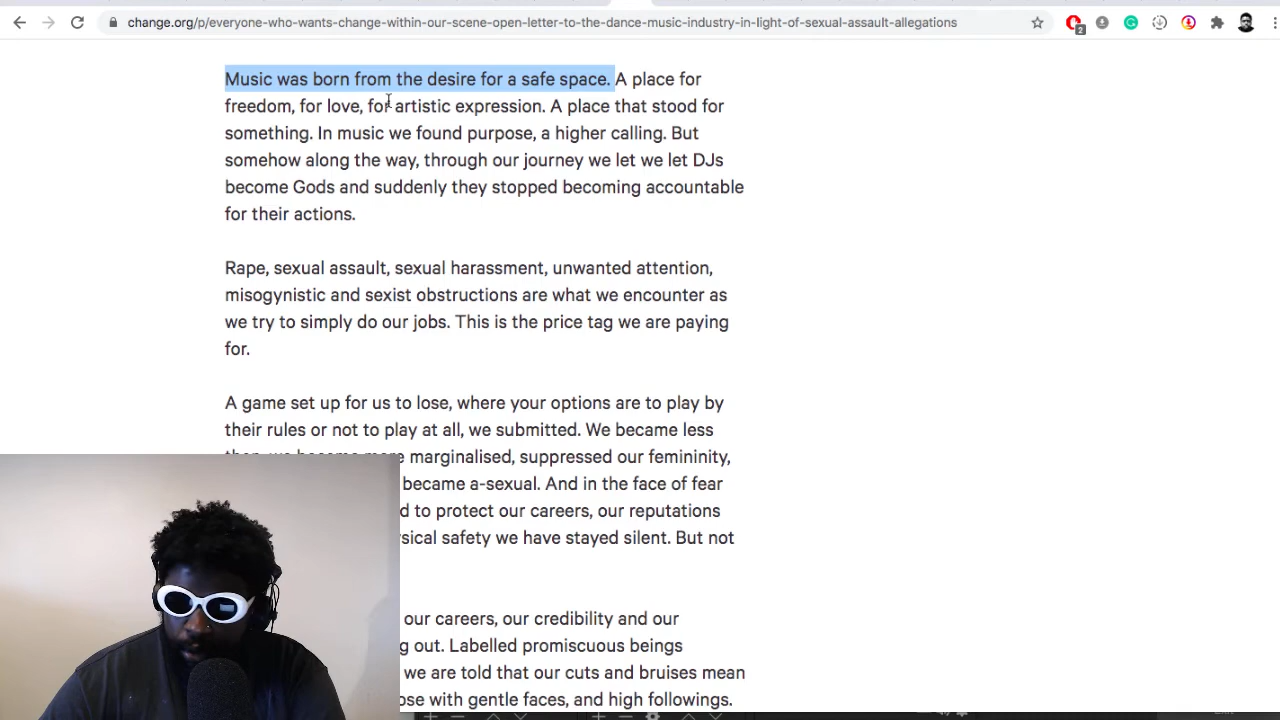 change.org/p/everyone-who-wants-change-within-our-scene-open-letter-to-the-dance-music-industry-in-light-of-sexual-assault-allegations
2
Music was born from the desire for a safe space. A place for
freedom, for love, for artistic expression. A place that stood for
something. In music we found purpose, a higher calling. But
somehow along the way, through our journey we let we let DJs
become Gods and suddenly they stopped becoming accountable
for their actions.
Rape, sexual assault, sexual harassment, unwanted attention,
misogynistic and sexist obstructions are what we encounter as
we try to simply do our jobs. This is the price tag we are paying
for.
A game set up for us to lose, where your options are to play by
their rules or not to play at all, we submitted. We became less
marginalised, suppressed our femininity,
became a-sexual. And in the face of fear
to protect our careers, our reputations
safety we have stayed silent. But not
our careers, our credibility and our
out. Labelled promiscuous beings
we are told that our cuts and bruises mean
with gentle faces, and high followings.